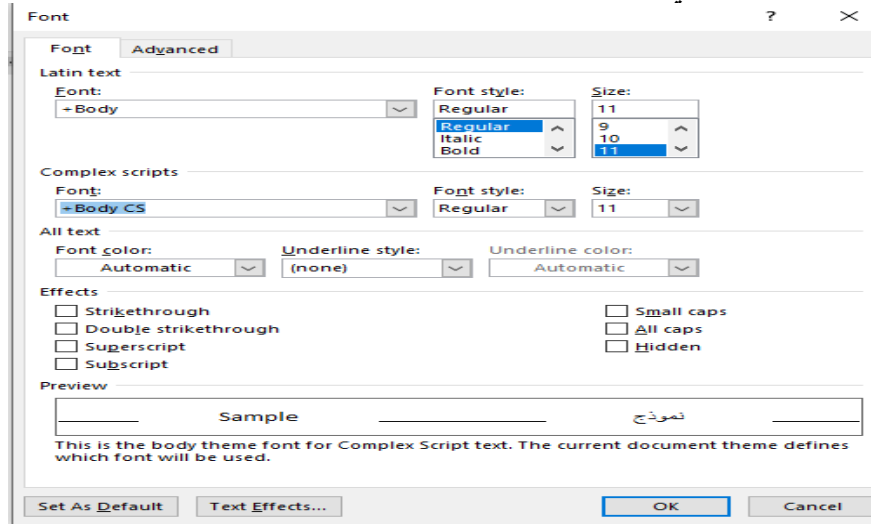 Font ?
Font Advanced
Latin text
Font: Font style: Size:
+Body Regular 11
Regular 9
Italic 10
Bold 11
Complex scripts
Font: Font style: Size:
+Body CS Regular 11
All text
Font color: Underline style: Underline color:
Automatic (none) Automatic
Effects
Strikethrough Small caps
Double strikethrough All caps
Superscript Hidden
Subscript
Preview
Sample نموذج
This is the body theme font for Complex Script text. The current document theme defines
which font will be used.
Set As Default Text Effects... OK Cancel